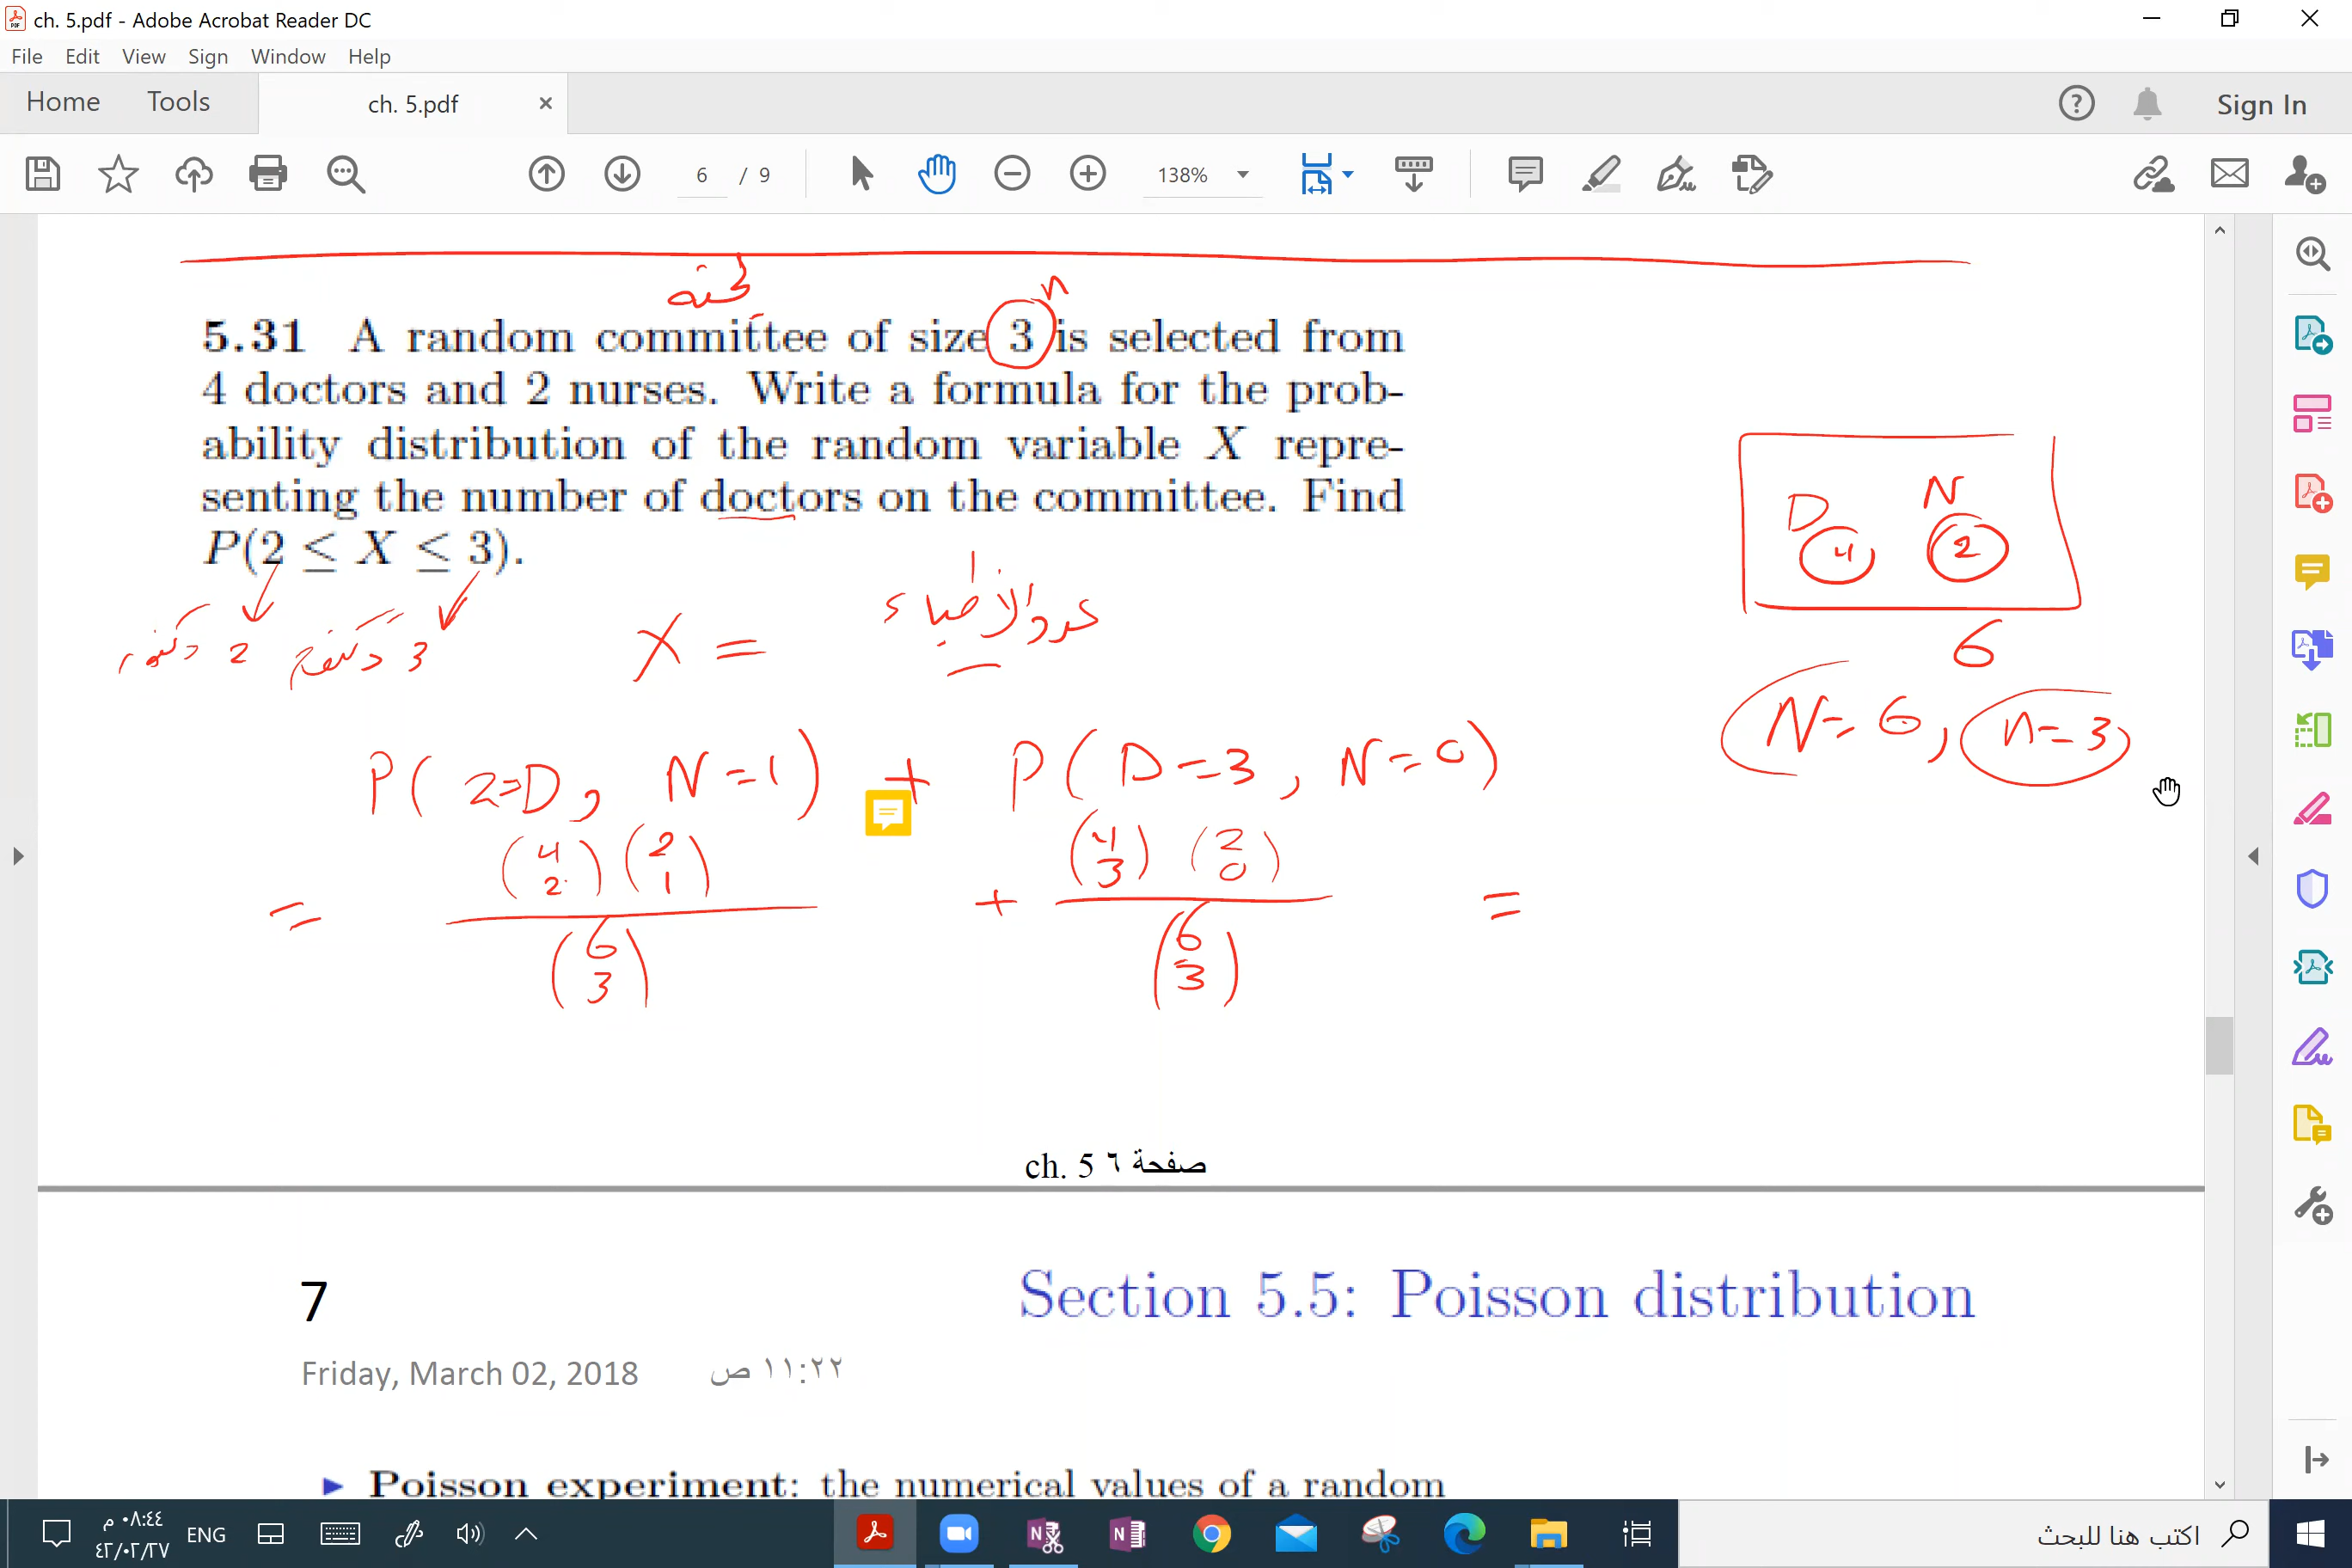 ch. 5.pdf - Adobe Acrobat Reader DC
File Edit View Sign Window Help
Home Tools ch. 5.pdf Sign In
6 / 9 138%
لجنة
n
5.31 A random committee of size 3 is selected from
4 doctors and 2 nurses. Write a formula for the prob-
ability distribution of the random variable X repre-
senting the number of doctors on the committee. Find
P(2 ≤ X ≤ 3).
D N
4 2
6
N=6, n=3
2 3
X = عدد الأطباء
P( 2=D, N=1) + P( D=3, N=0)
= (4 2)(2 1) / (6 3) + (4 3)(2 0) / (6 3) =
ch. 5 صفحة ٦
7
Section 5.5: Poisson distribution
Friday, March 02, 2018 ١١:٢٢ ص
► Poisson experiment: the numerical values of a random
٠٨:٤٤ م
٤٢/٠٢/٢٧
ENG
اكتب هنا للبحث